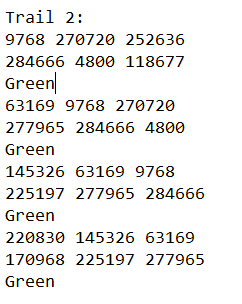 Trail 2:
9768 270720 252636
284666 4800 118677
Green
63169 9768 270720
277965 284666 4800
Green
145326 63169 9768
225197 277965 284666
Green
220830 145326 63169
170968 225197 277965
Green